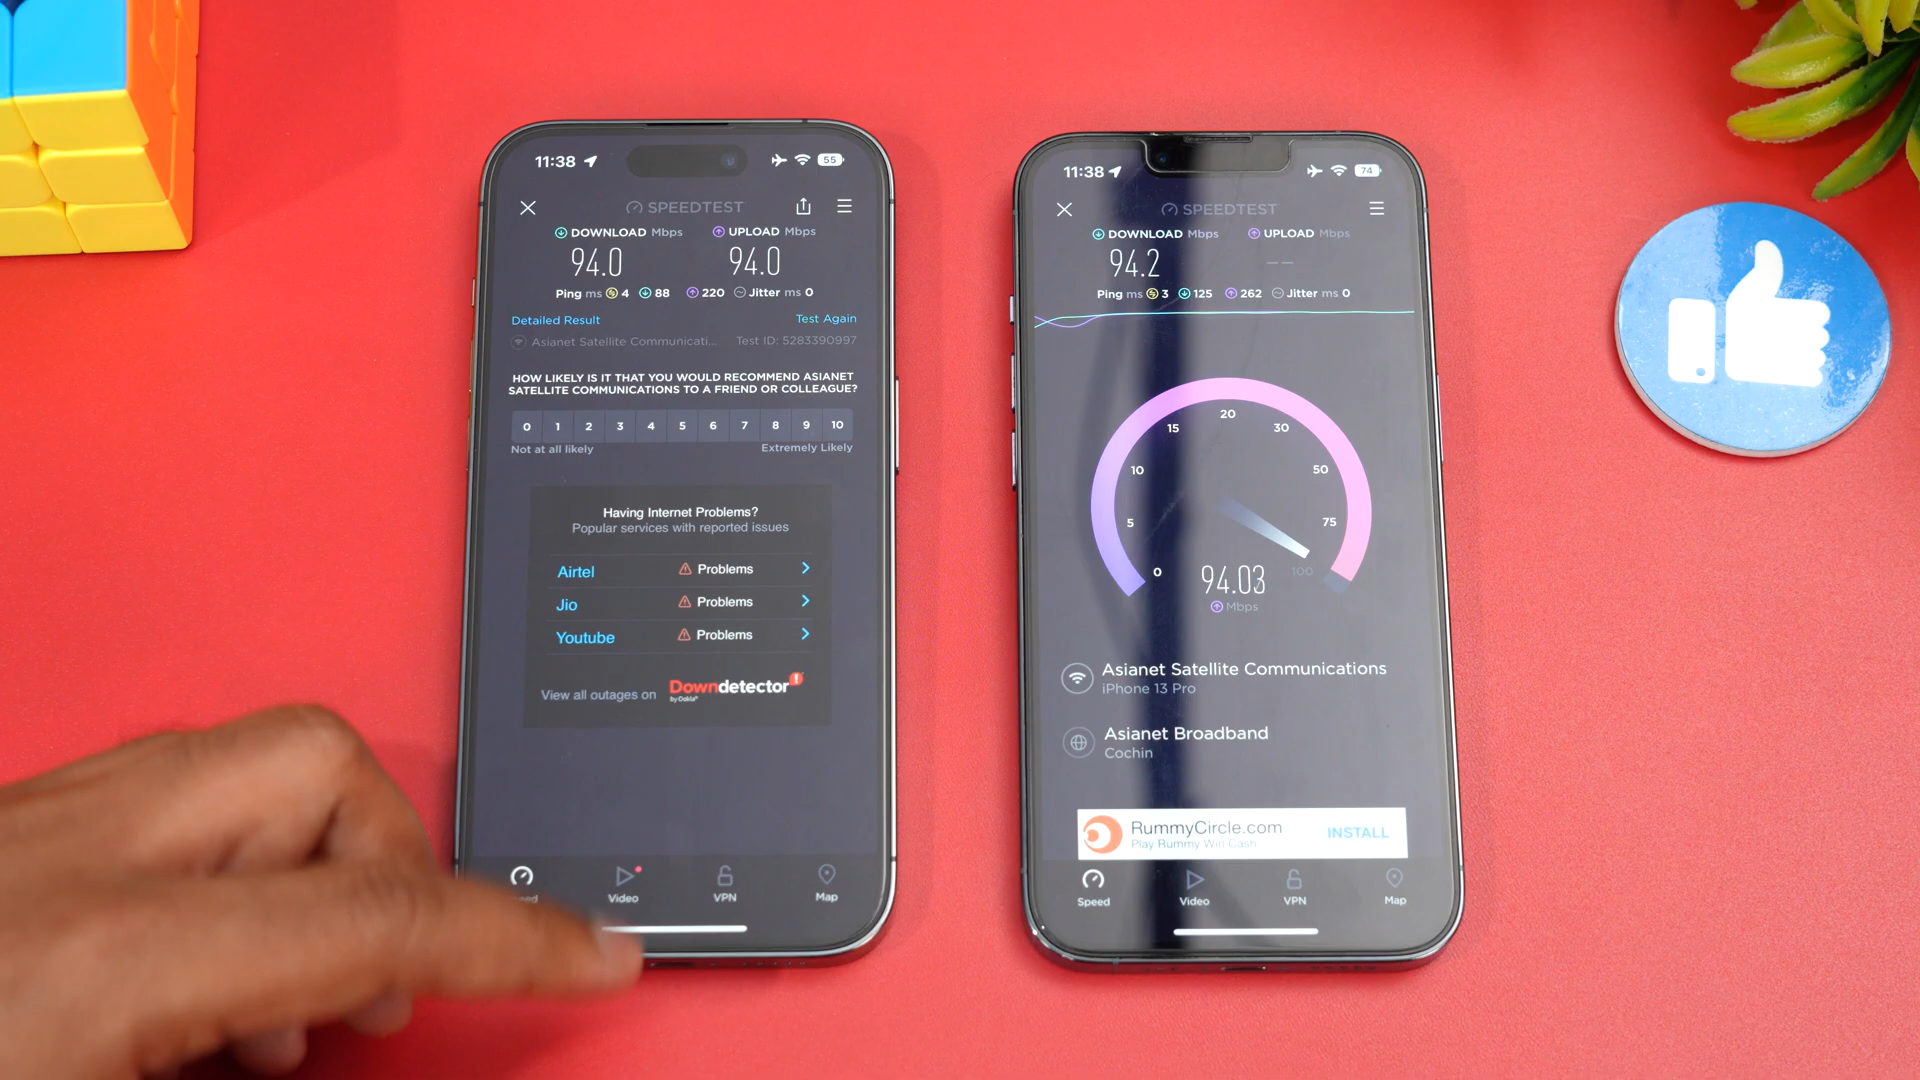 11:38
55
SPEEDTEST
DOWNLOAD Mbps
UPLOAD Mbps
94.0
94.0
Ping ms 4 88 220 Jitter ms 0
Detailed Result
Test Again
Asianet Satellite Communicati...
Test ID: 5283390997
HOW LIKELY IS IT THAT YOU WOULD RECOMMEND ASIANET
SATELLITE COMMUNICATIONS TO A FRIEND OR COLLEAGUE?
0 1 2 3 4 5 6 7 8 9 10
Not at all likely
Extremely Likely
Having Internet Problems?
Popular services with reported issues
Airtel Problems
Jio Problems
Youtube Problems
View all outages on
Downdetector
by Ookla
Video
VPN
Map
11:38
74
SPEEDTEST
DOWNLOAD Mbps
UPLOAD Mbps
94.2
--
Ping ms 3 125 262 Jitter ms 0
0
5
10
15
20
30
50
75
100
94.03
Mbps
Asianet Satellite Communications
iPhone 13 Pro
Asianet Broadband
Cochin
RummyCircle.com
Play Rummy Win Cash
INSTALL
Speed
Video
VPN
Map